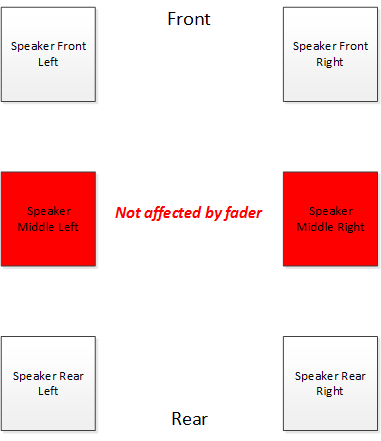 Front
Speaker Front
Left
Speaker Front
Right
Speaker
Middle Left
Not affected by fader
Speaker
Middle Right
Speaker Rear
Left
Speaker Rear
Right
Rear